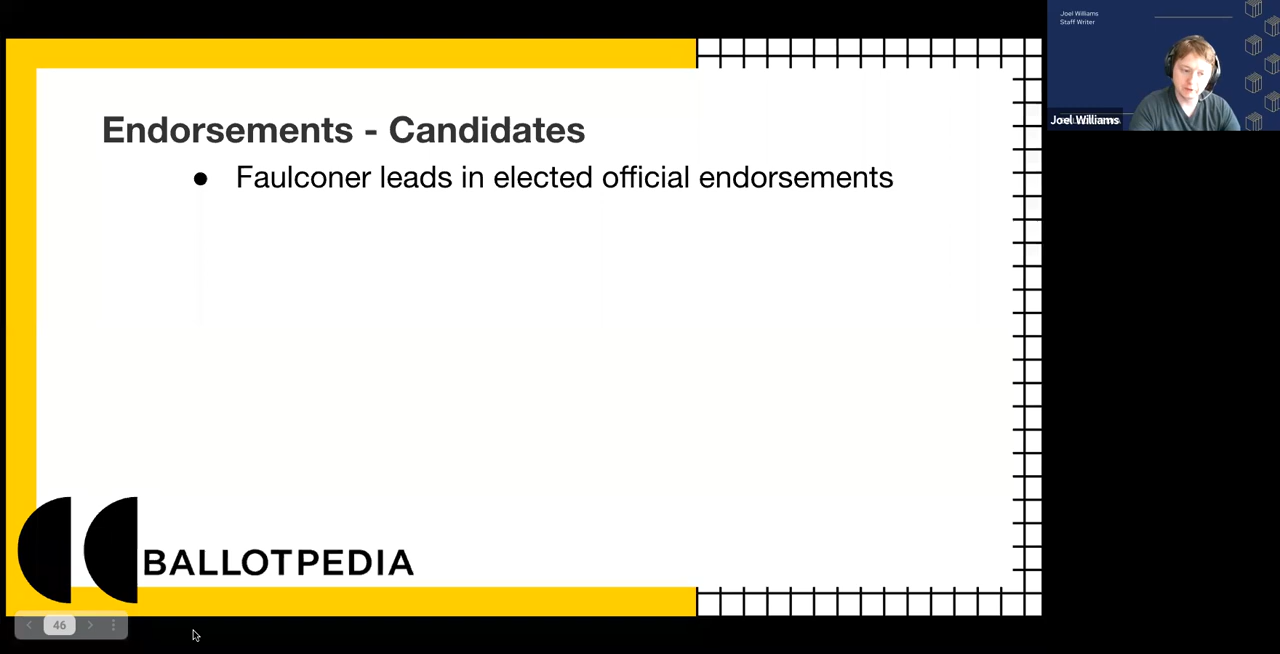 Joel Williams
Staff Writer
Joel Williams
Endorsements - Candidates
● Faulconer leads in elected official endorsements
BALLOTPEDIA
46